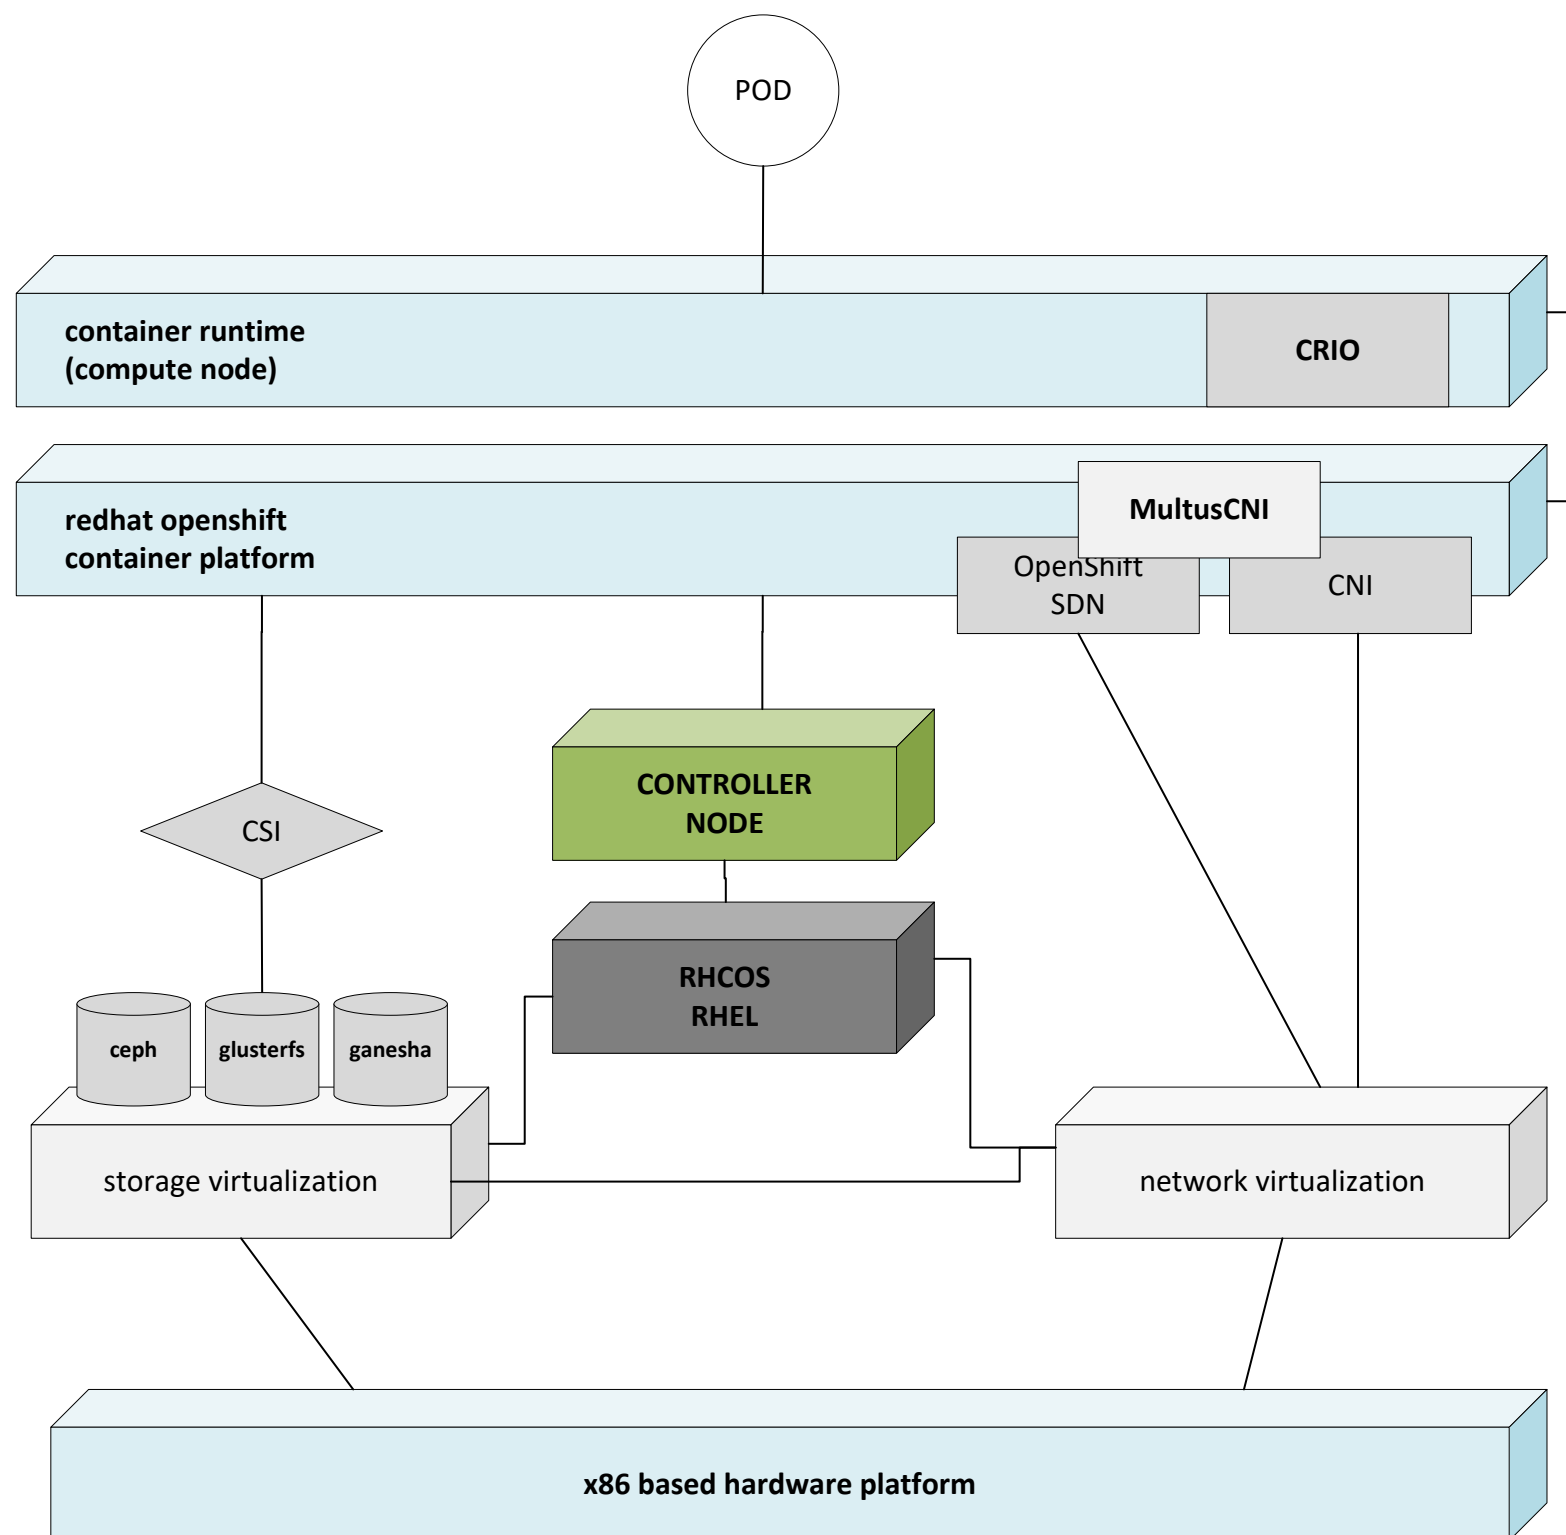 POD
container runtime
(compute node)
CRIO
redhat openshift
container platform
MultusCNI
OpenShift
SDN
CNI
CONTROLLER
NODE
CSI
RHCOS
RHEL
ceph
glusterfs
ganesha
storage virtualization
network virtualization
x86 based hardware platform